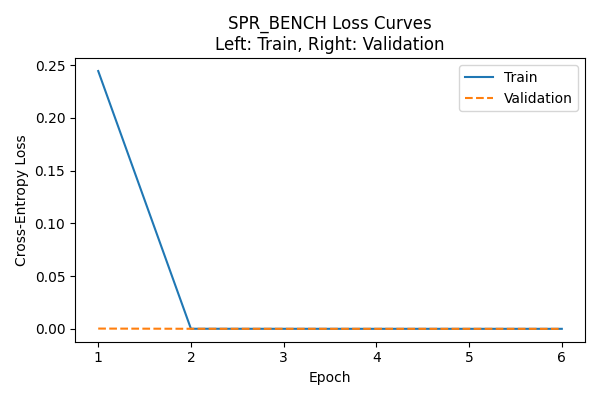 SPR_BENCH Loss Curves
Left: Train, Right: Validation
Train
Validation
Cross-Entropy Loss
0.25
0.20
0.15
0.10
0.05
0.00
1 2 3 4 5 6
Epoch